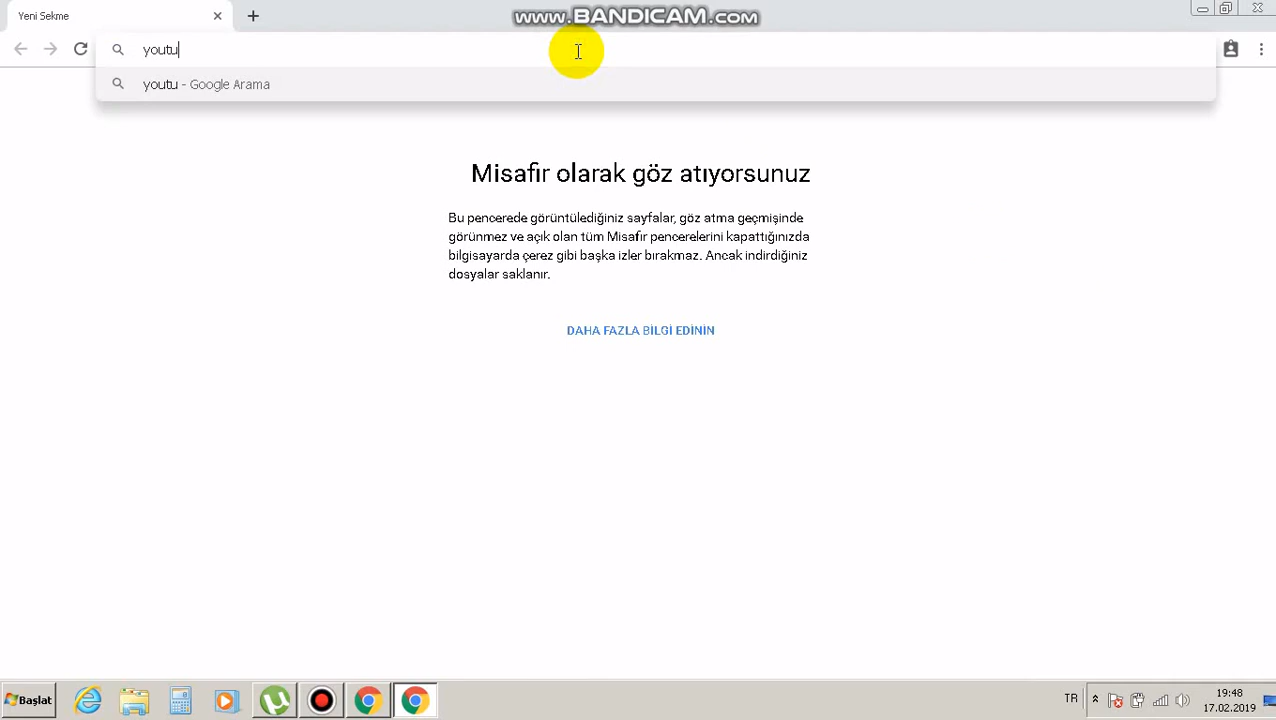 Yeni Sekme
www.BANDICAM.com
youtu
youtu - Google Arama
Misafir olarak göz atıyorsunuz
Bu pencerede görüntülediğiniz sayfalar, göz atma geçmişinde
görünmez ve açık olan tüm Misafir pencerelerini kapattığınızda
bilgisayarda çerez gibi başka izler bırakmaz. Ancak indirdiğiniz
dosyalar saklanır.
DAHA FAZLA BİLGİ EDİNİN
Başlat
TR
19:48
17.02.2019